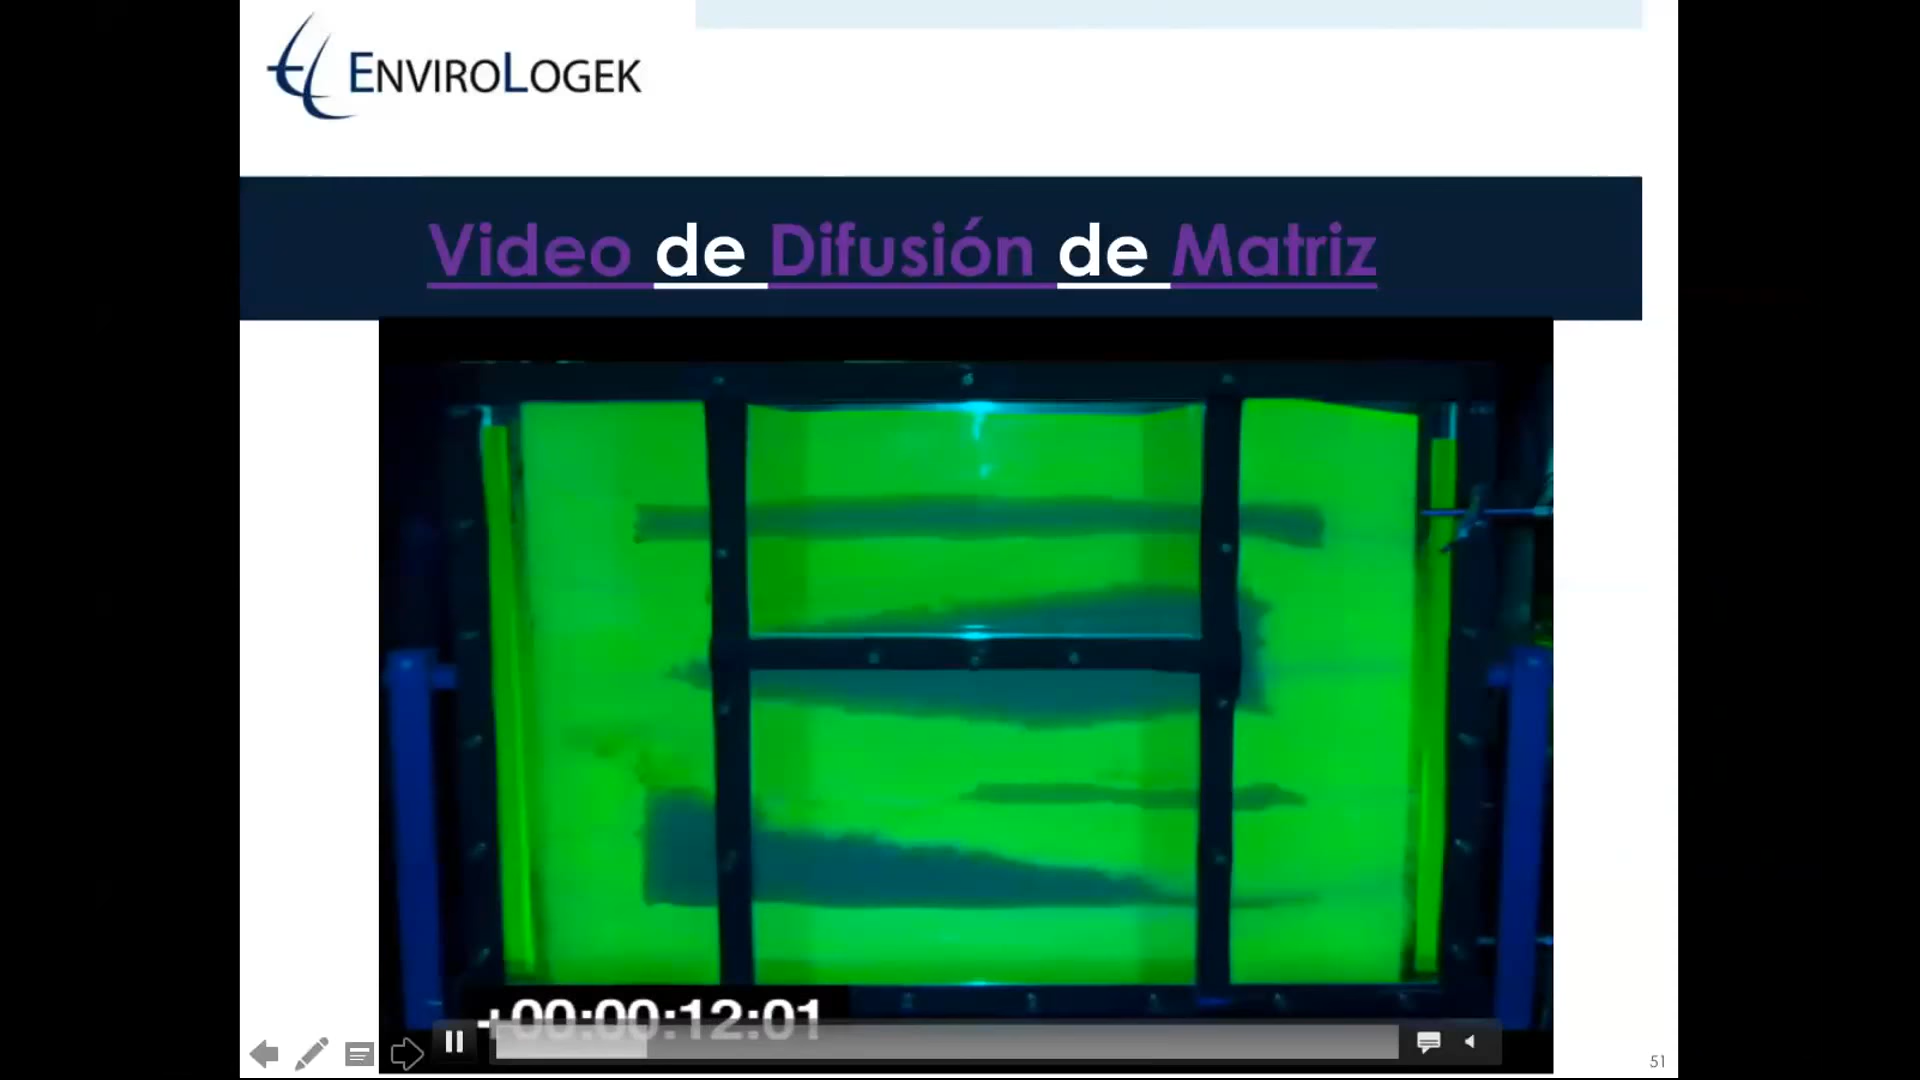 ENVIROLOGEK
Video de Difusión de Matriz
+00:00:12:01
51